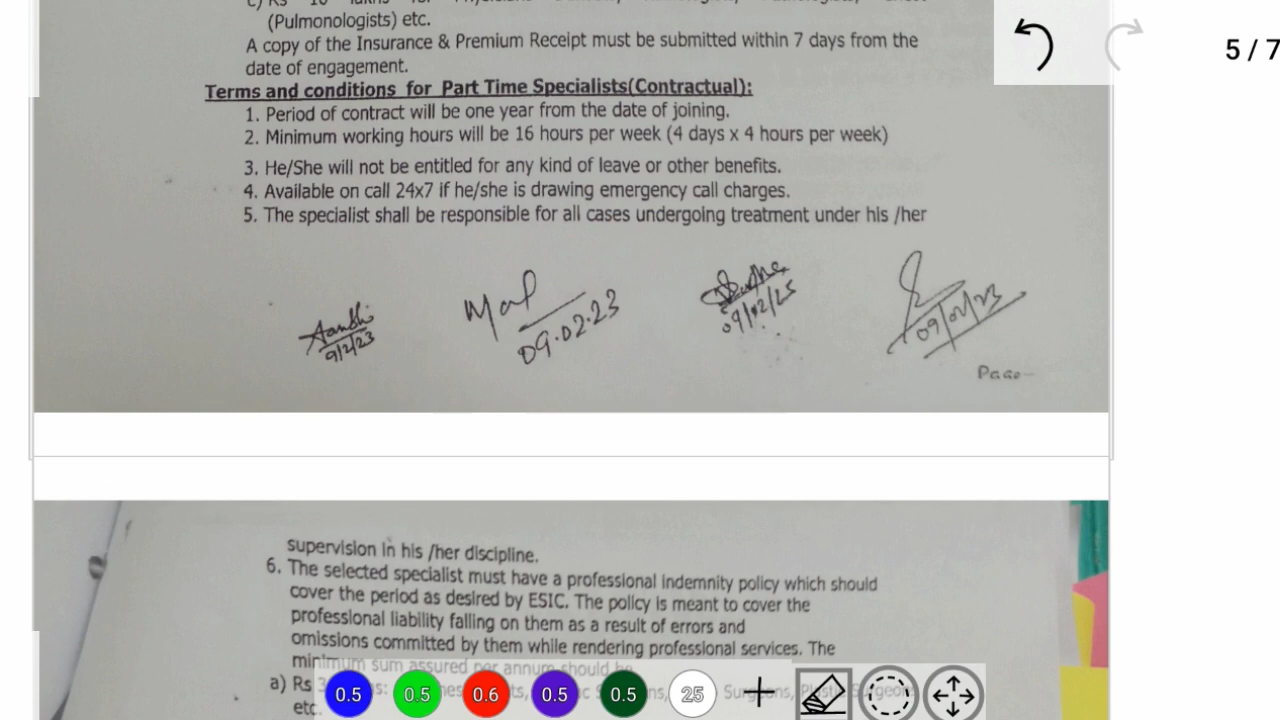 (Pulmonologists) etc.
A copy of the Insurance & Premium Receipt must be submitted within 7 days from the
date of engagement.
Terms and conditions for Part Time Specialists(Contractual):
1. Period of contract will be one year from the date of joining.
2. Minimum working hours will be 16 hours per week (4 days x 4 hours per week)
3. He/She will not be entitled for any kind of leave or other benefits.
4. Available on call 24x7 if he/she is drawing emergency call charges.
5. The specialist shall be responsible for all cases undergoing treatment under his /her
9/2/23
09.02.23
09/02/23
5 / 7
supervision in his /her discipline.
6. The selected specialist must have a professional indemnity policy which should
cover the period as desired by ESIC. The policy is meant to cover the
professional liability falling on them as a result of errors and
omissions committed by them while rendering professional services. The
minimum sum assured per annum should be
a) Rs
etc.
0.5 0.5 0.6 0.5 0.5 25